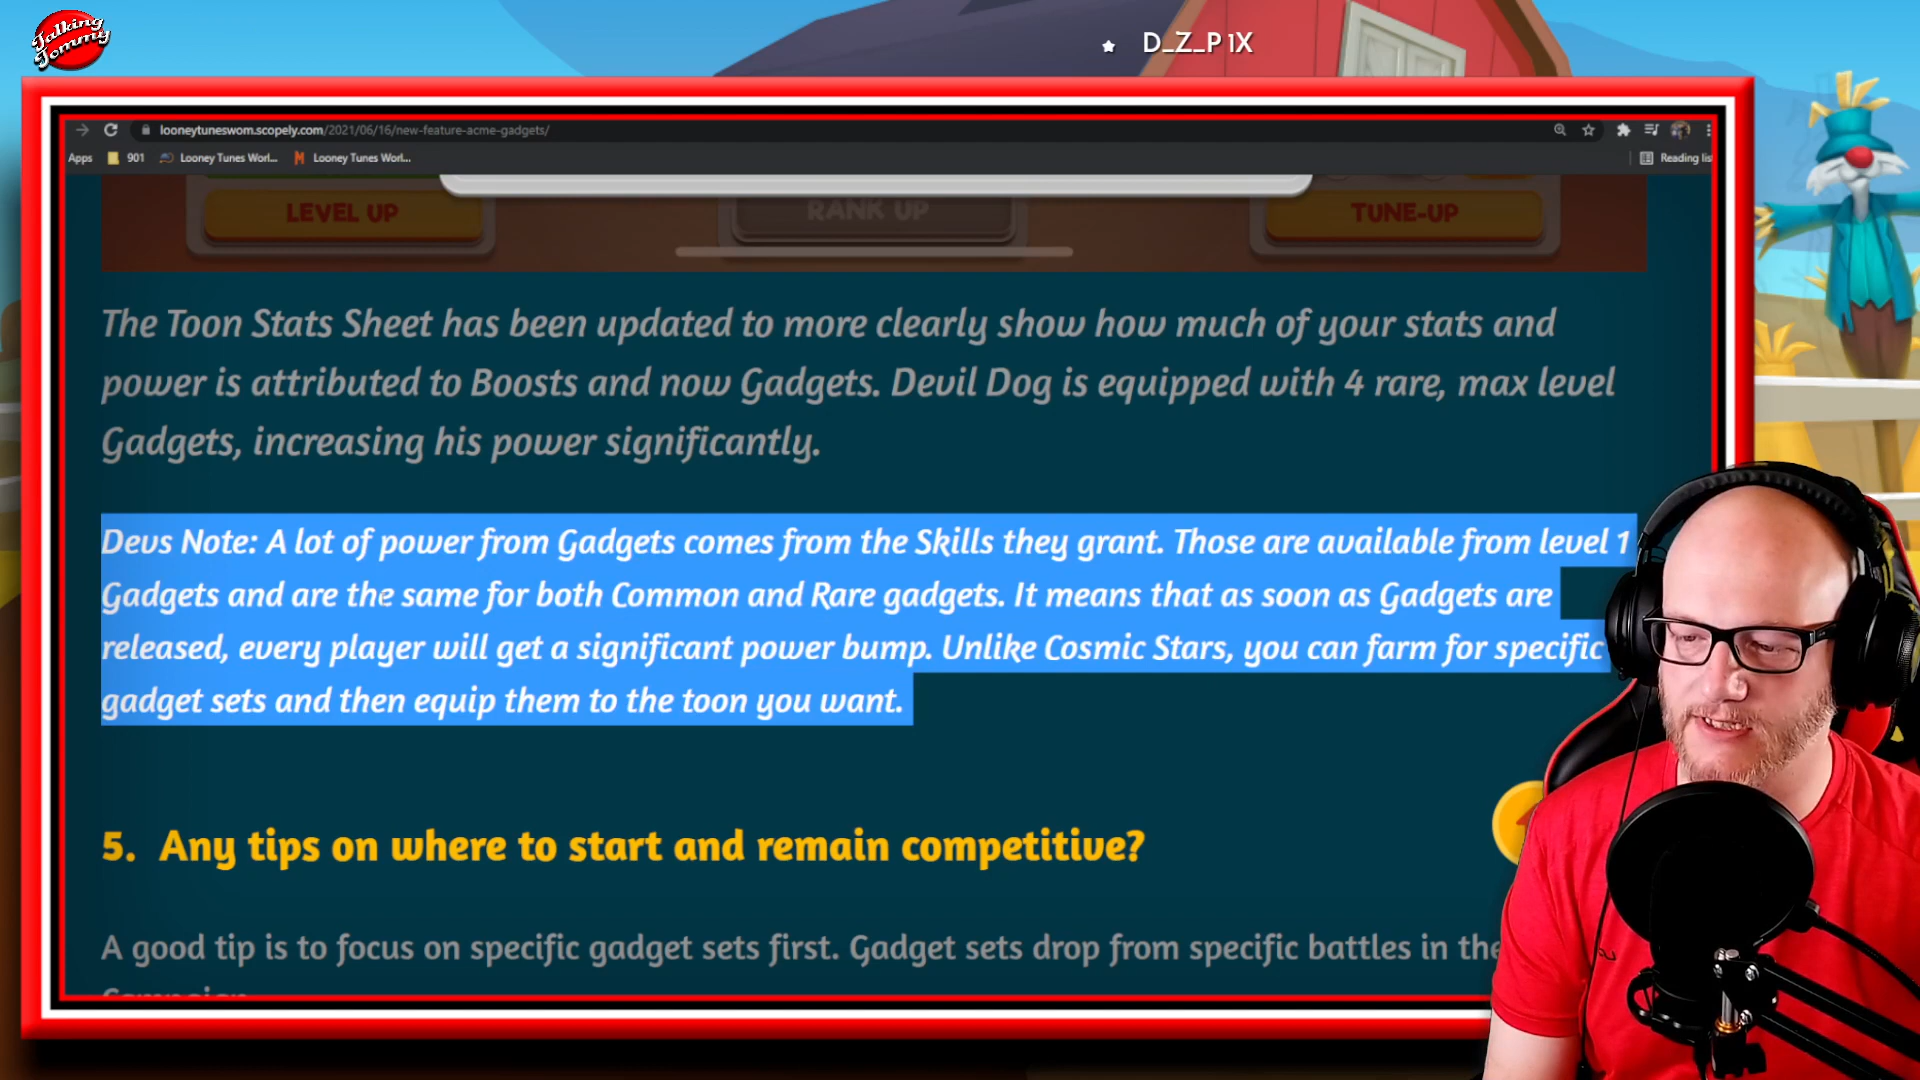 Talking
Tommy
D_Z_P 1X
looneytuneswom.scopely.com/2021/06/16/new-feature-acme-gadgets/
Apps 901 Looney Tunes Worl... Looney Tunes Worl... Reading lis
LEVEL UP RANK UP TUNE-UP
The Toon Stats Sheet has been updated to more clearly show how much of your stats and
power is attributed to Boosts and now Gadgets. Devil Dog is equipped with 4 rare, max level
Gadgets, increasing his power significantly.
Devs Note: A lot of power from Gadgets comes from the Skills they grant. Those are available from level 1
Gadgets and are the same for both Common and Rare gadgets. It means that as soon as Gadgets are
released, every player will get a significant power bump. Unlike Cosmic Stars, you can farm for specific
gadget sets and then equip them to the toon you want.
5. Any tips on where to start and remain competitive?
A good tip is to focus on specific gadget sets first. Gadget sets drop from specific battles in the